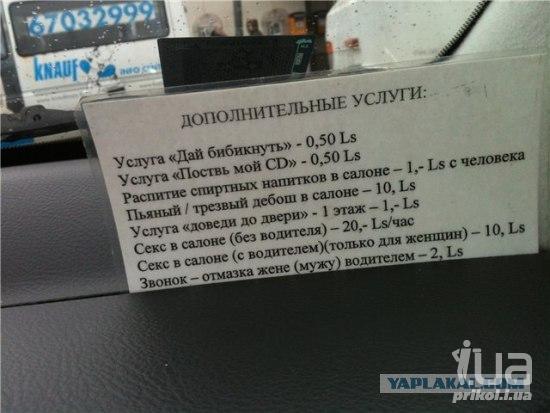 67032999
KNAUF
ДОПОЛНИТЕЛЬНЫЕ УСЛУГИ:
Услуга «Дай бибикнуть» - 0,50 Ls
Услуга «Поствь мой CD» - 0,50 Ls
Распитие спиртных напитков в салоне – 1,- Ls с человека
Пьяный / трезвый дебош в салоне – 10, Ls
Услуга «доведи до двери» - 1 этаж – 1,- Ls
Секс в салоне (без водителя) – 20,- Ls/час
Секс в салоне (с водителем)(только для женщин) – 10, Ls
Звонок – отмазка жене (мужу) водителем – 2, Ls
YAPLAKAL.COM
i.ua
prikol.i.ua